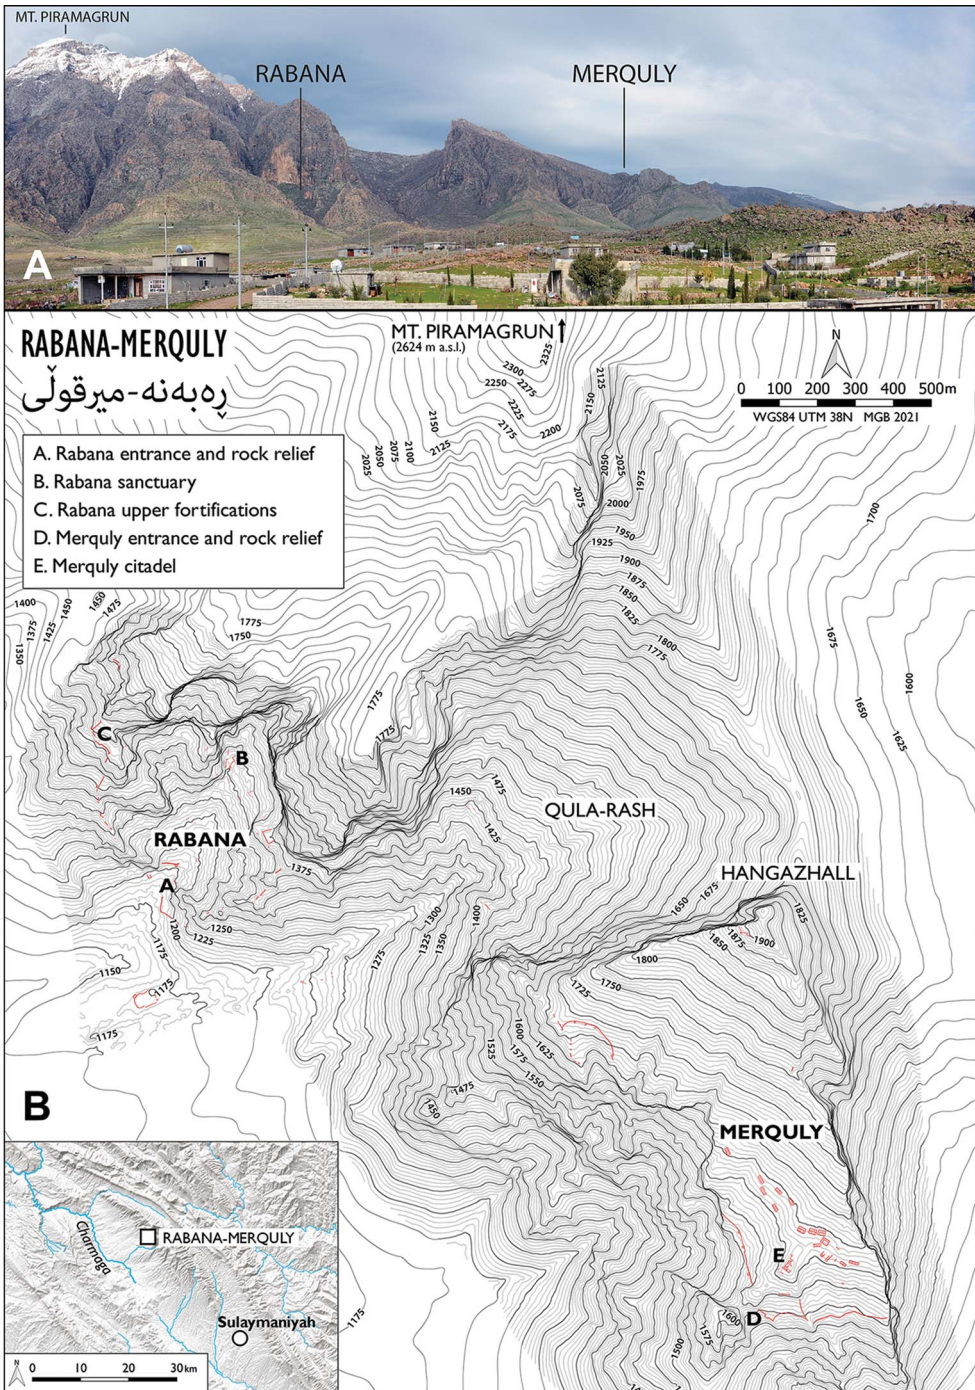 MT. PIRAMAGRUN
RABANA
MERQULY
A
RABANA-MERQULY
ڕەبەنە-میرقوڵی
MT. PIRAMAGRUN
(2624 m a.s.l.)
N
0 100 200 300 400 500m
WGS84 UTM 38N MGB 2021
A. Rabana entrance and rock relief
B. Rabana sanctuary
C. Rabana upper fortifications
D. Merquly entrance and rock relief
E. Merquly citadel
2325
2300
2275
2250
2225
2200
2175
2150
2125
2100
2075
2050
2025
2125
2150
2050
2025
1975
2075
2000
1950
1925
1900
1875
1850
1825
1800
1775
1700
1675
1650
1625
1600
1400
1375
1350
1425
1450
1450
1475
1775
1750
1775
1775
C
B
RABANA
A
1375
1200
1225
1250
1175
1150
1175
1175
1275
1300
1325
1350
1400
1425
1450
1475
QULA-RASH
HANGAZHALL
1650
1675
1825
1850
1875
1900
1800
1750
1725
1600
1625
1575
1550
1525
1475
1450
MERQULY
E
D
1600
1575
1500
1175
B
Charmaga
RABANA-MERQULY
Sulaymaniyah
N
0 10 20 30 km